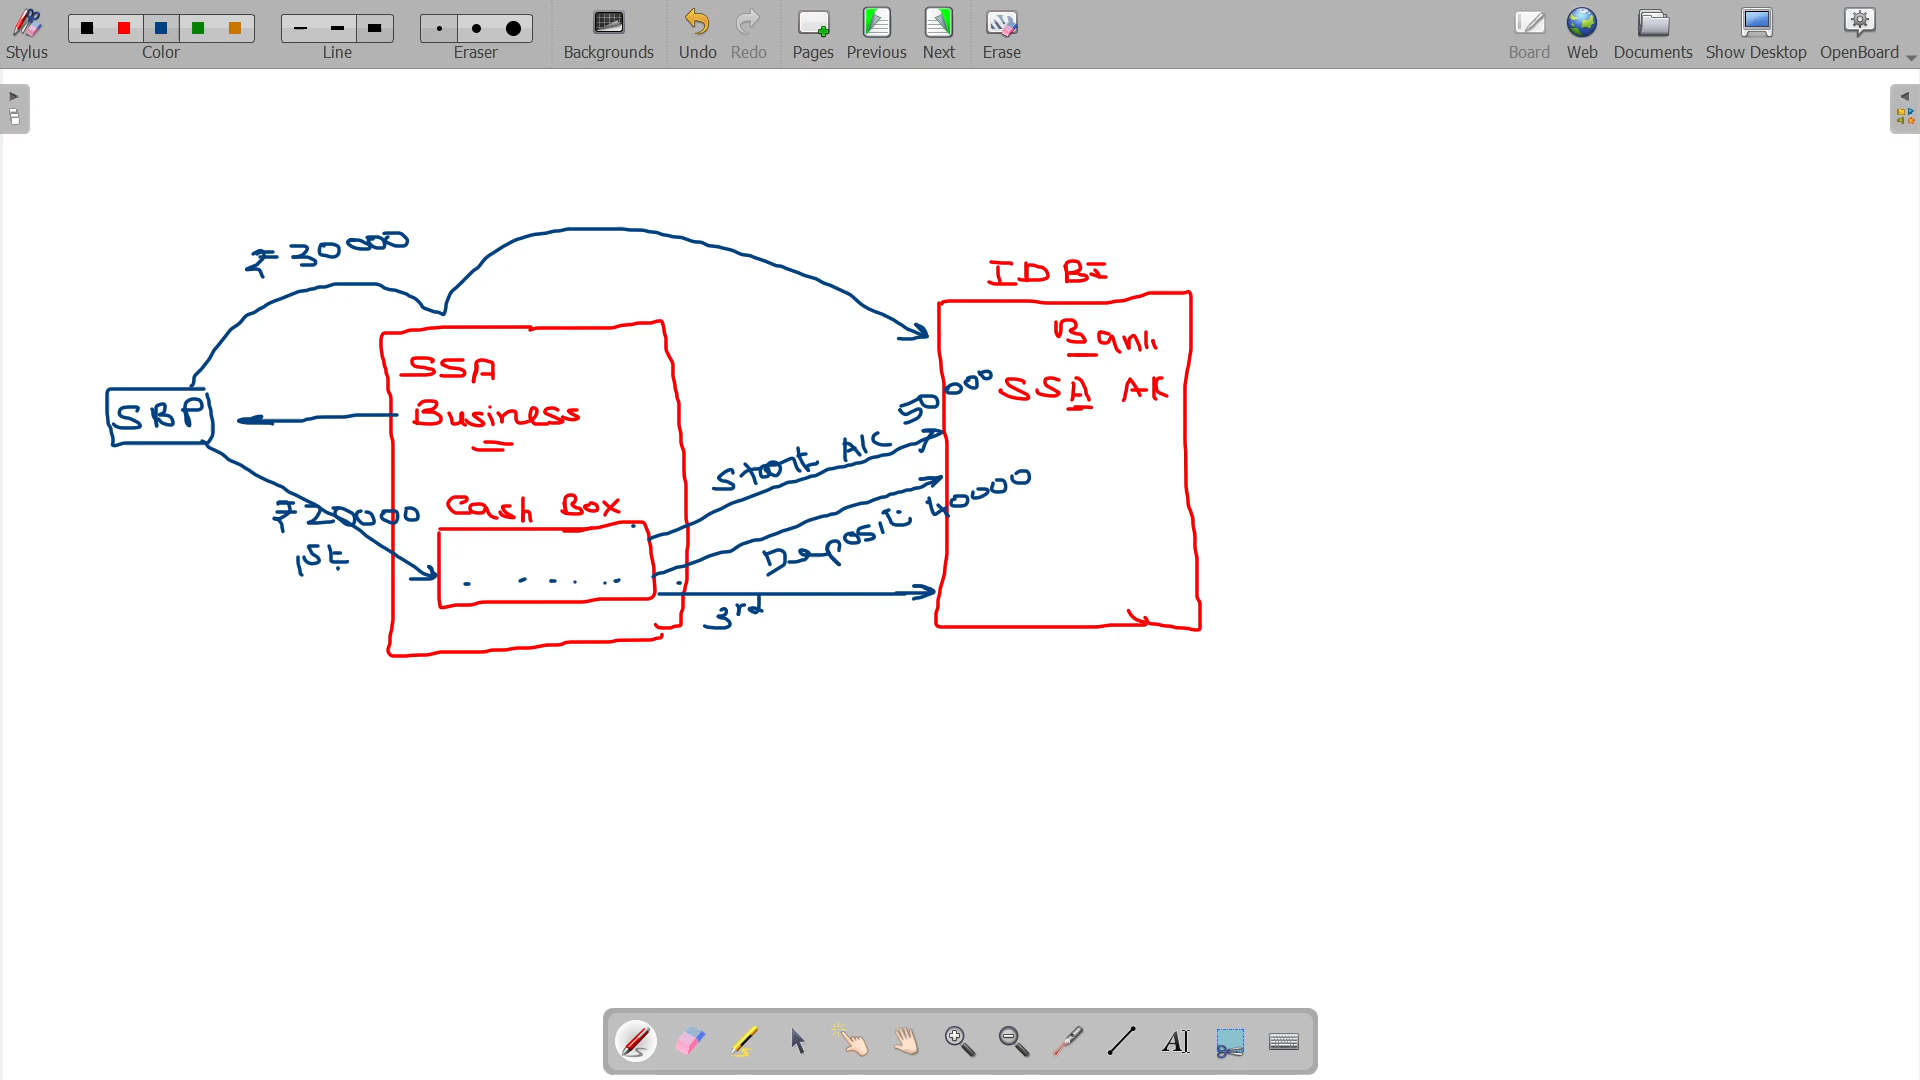 Stylus
Color
Line
Eraser
Backgrounds
Undo
Redo
Pages
Previous
Next
Erase
Board
Web
Documents
Show Desktop
OpenBoard
₹ 30000
IDBI
Bank
SSA AK
SSA
Business
SBP
50000
Start A/C
Cash Box
₹ 20000
1st
Deposit 40000
3rd